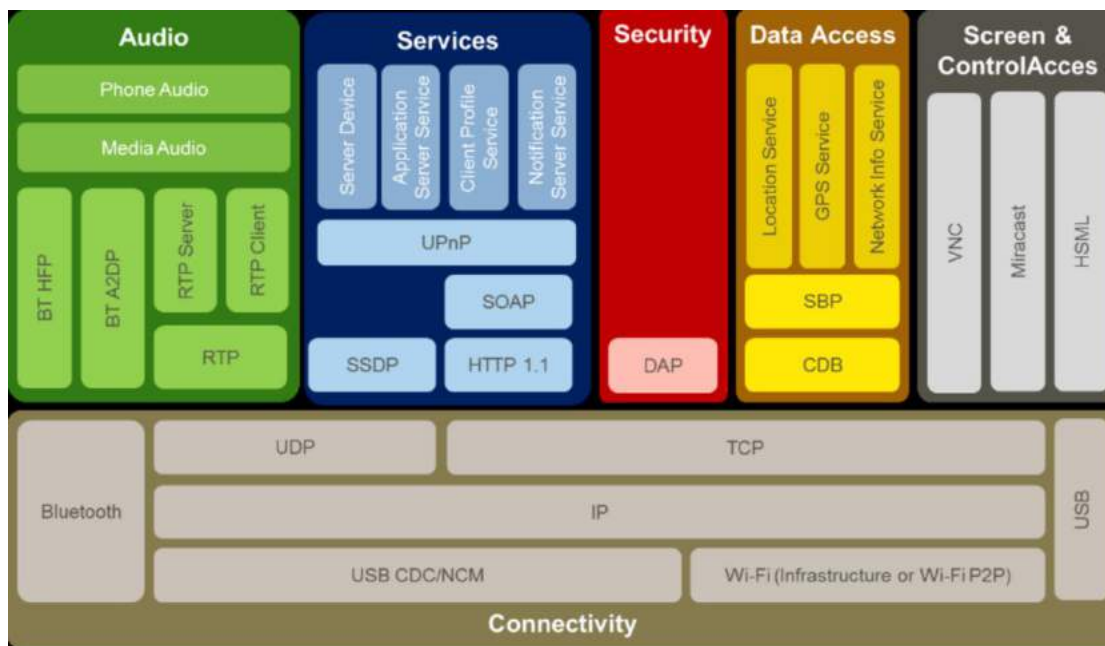 Audio
Phone Audio
Media Audio
BT HFP
BT A2DP
RTP Server
RTP Client
RTP
Services
Server Device
Application
Server Service
Client Profile
Service
Notification
Server Service
UPnP
SOAP
SSDP
HTTP 1.1
Security
DAP
Data Access
Location Service
GPS Service
Network Info Service
SBP
CDB
Screen &
ControlAcces
VNC
Miracast
HSML
Bluetooth
UDP
TCP
IP
USB CDC/NCM
Wi-Fi (Infrastructure or Wi-Fi P2P)
USB
Connectivity